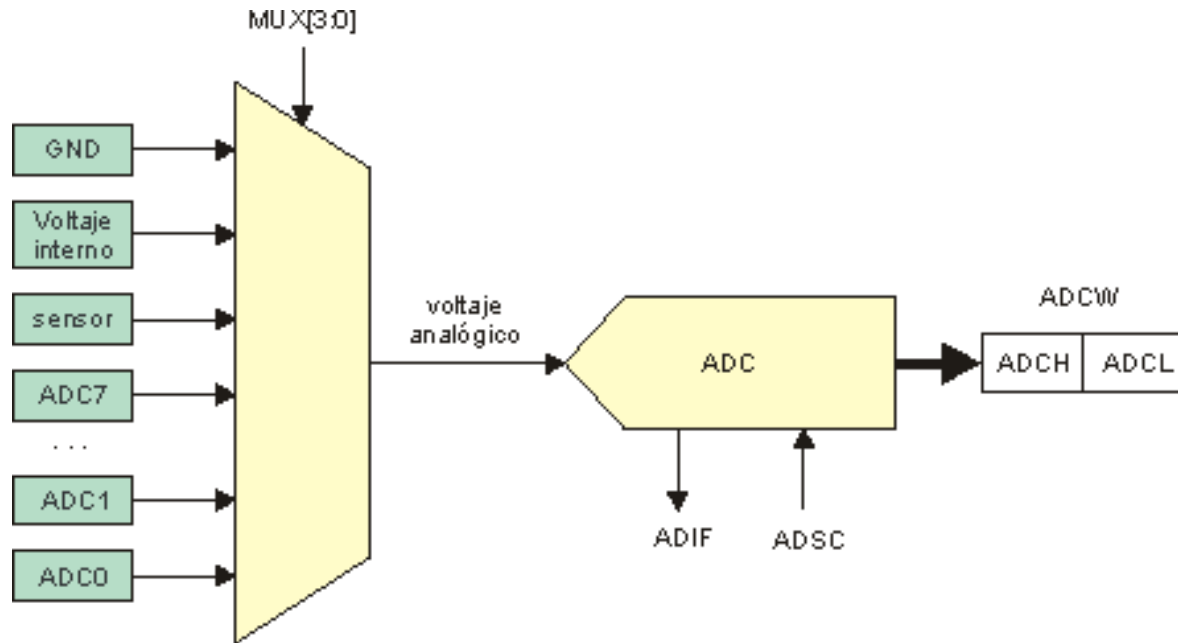 MUX[3:0]
GND
Voltaje
interno
sensor
ADC7
...
ADC1
ADC0
voltaje
analógico
ADC
ADIF
ADSC
ADCW
ADCH
ADCL